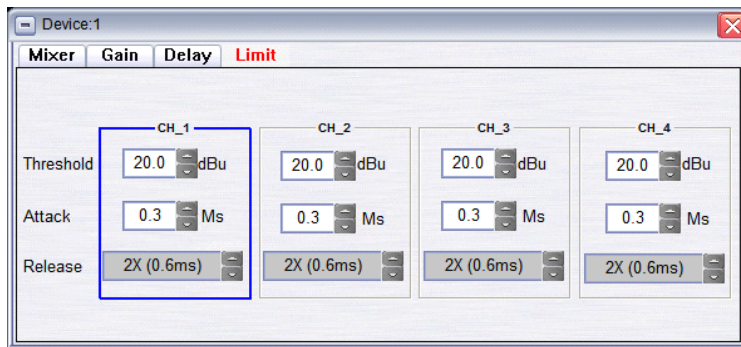 Device:1
Mixer Gain Delay Limit
CH_1 CH_2 CH_3 CH_4
Threshold 20.0 dBu 20.0 dBu 20.0 dBu 20.0 dBu
Attack 0.3 Ms 0.3 Ms 0.3 Ms 0.3 Ms
Release 2X (0.6ms) 2X (0.6ms) 2X (0.6ms) 2X (0.6ms)